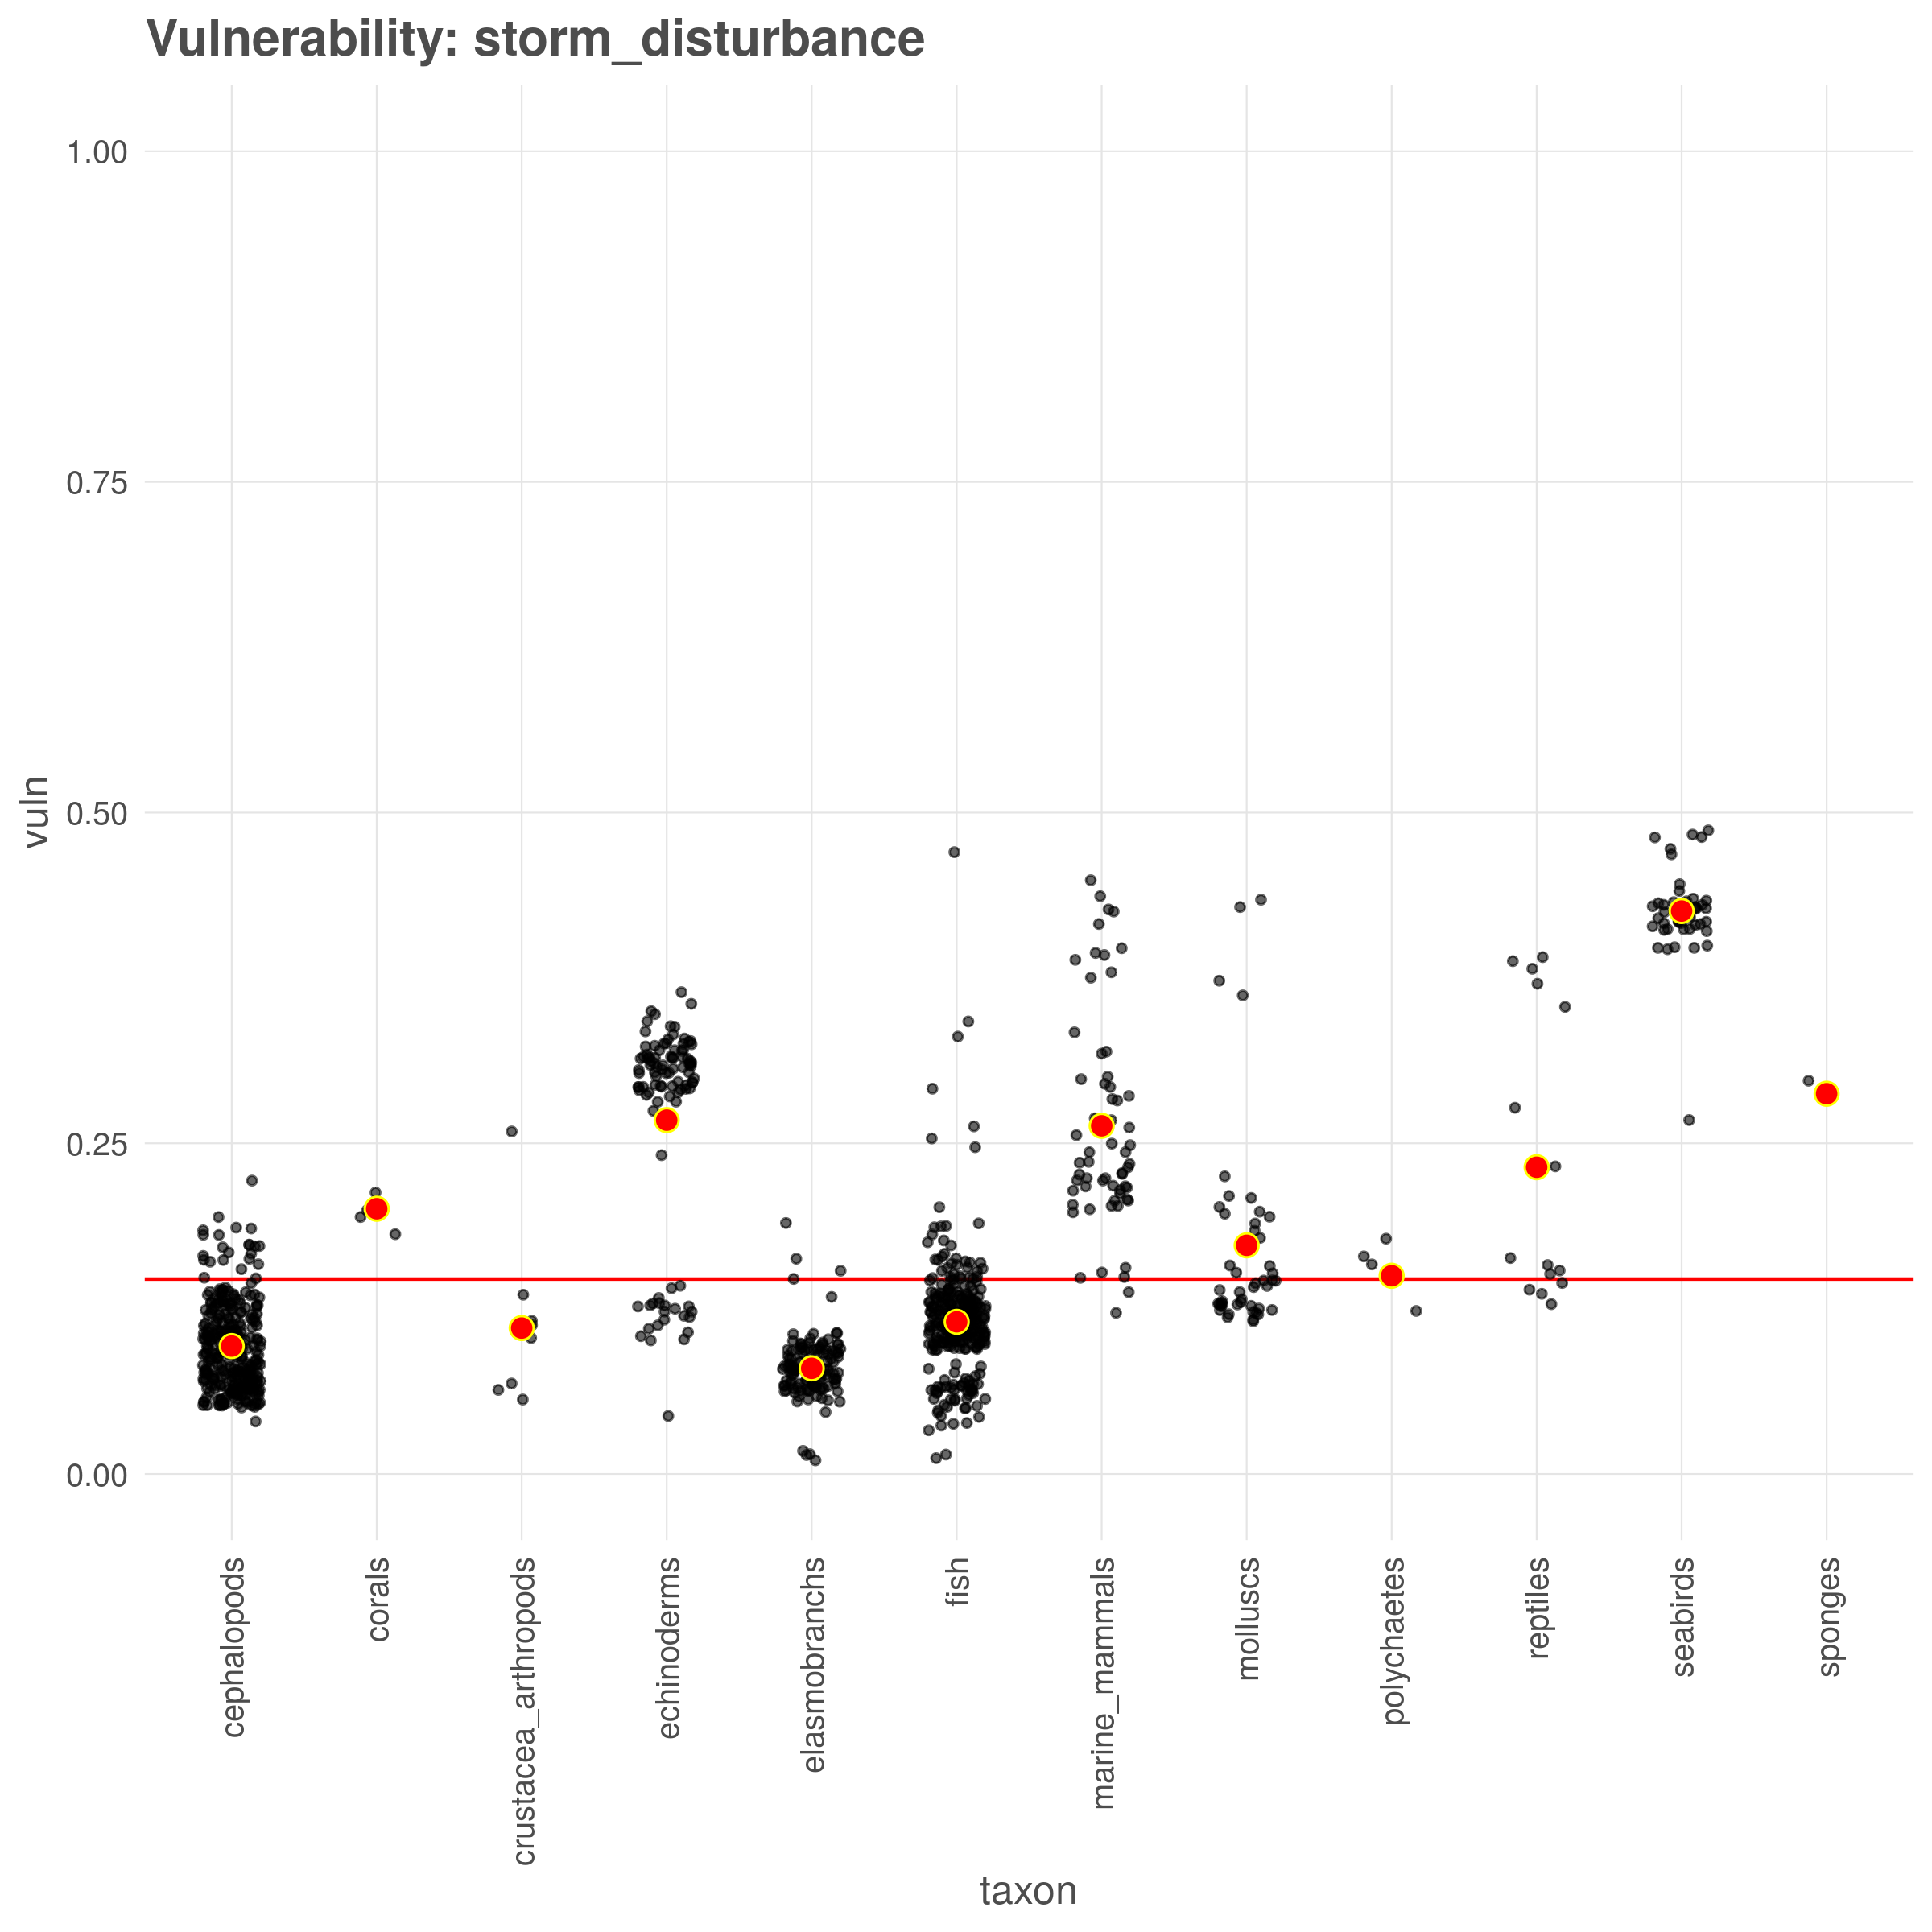 Vulnerability: storm_disturbance
1.00
0.75
0.50
0.25
0.00
vuln
cephalopods
corals
crustacea_arthropods
echinoderms
elasmobranchs
fish
marine_mammals
molluscs
polychaetes
reptiles
seabirds
sponges
taxon